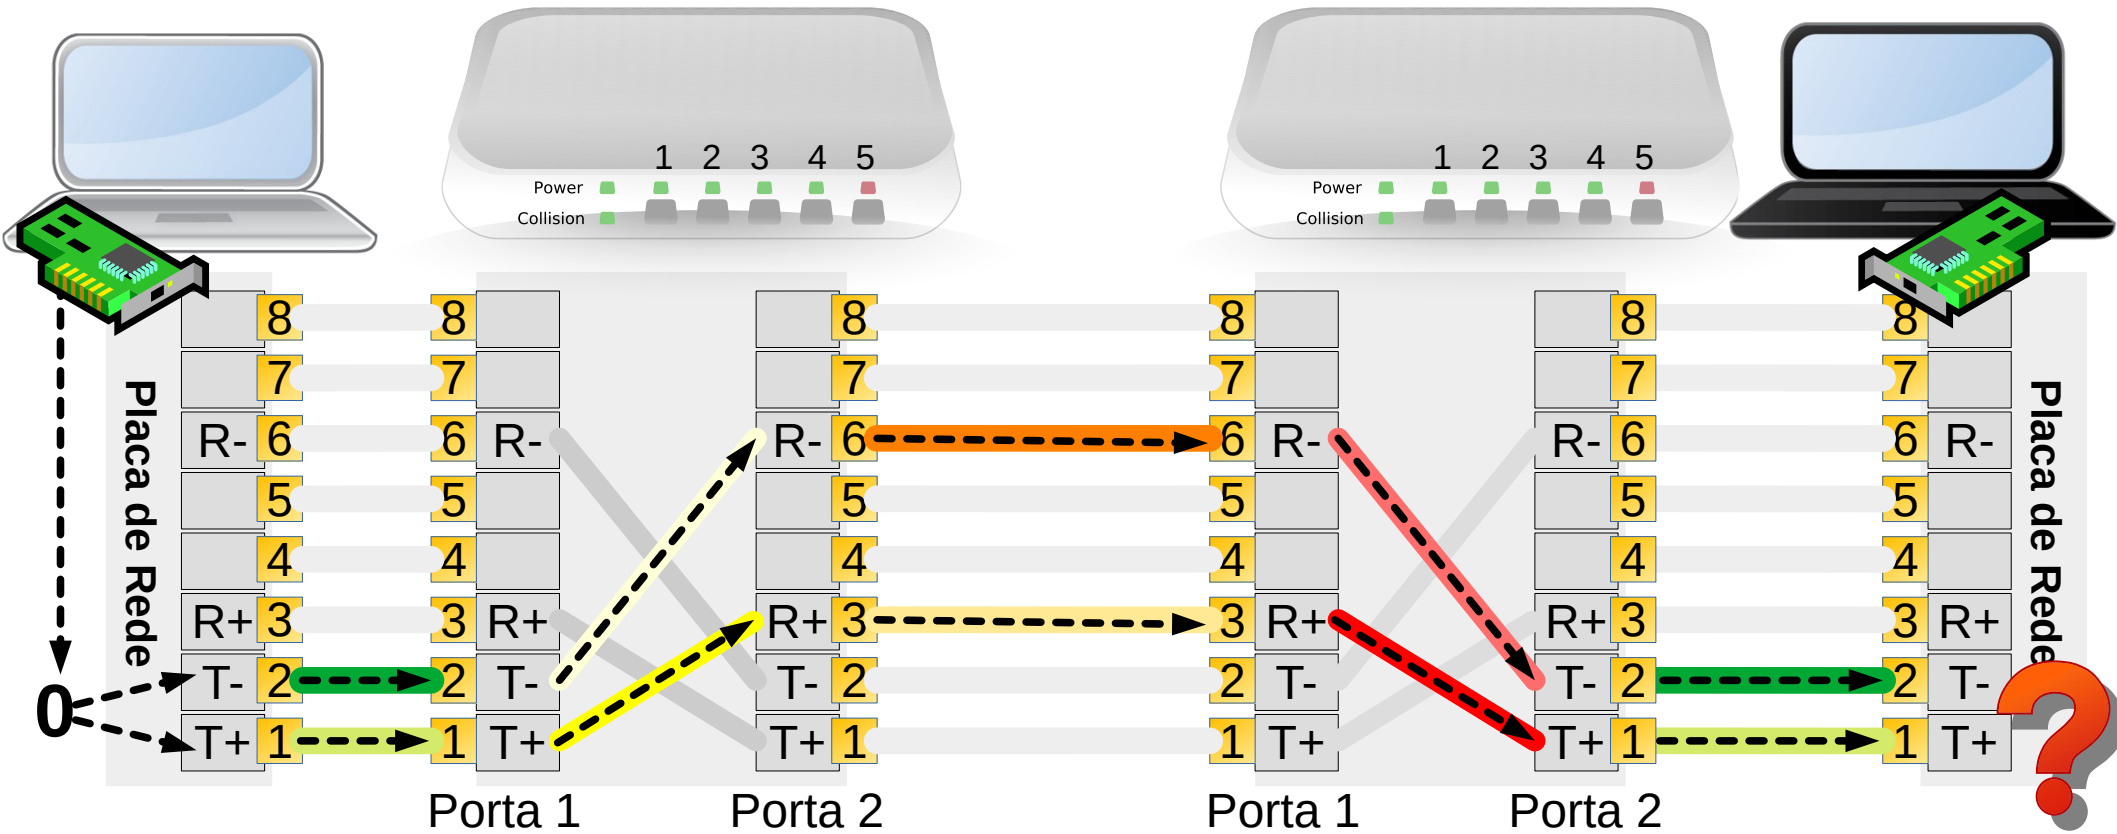 1 2 3 4 5
Power
Collision
1 2 3 4 5
Power
Collision
8 8 8 8 8 8
7 7 7 7 7 7
R- 6 6 R- R- 6 6 R- R- 6 6 R-
5 5 5 5 5 5
4 4 4 4 4 4
R+ 3 3 R+ R+ 3 3 R+ R+ 3 3 R+
T- 2 2 T- T- 2 2 T- T- 2 2 T-
0
T+ 1 1 T+ T+ 1 1 T+ T+ 1 1 T+
Placa de Rede
Placa de Rede
?
Porta 1 Porta 2 Porta 1 Porta 2